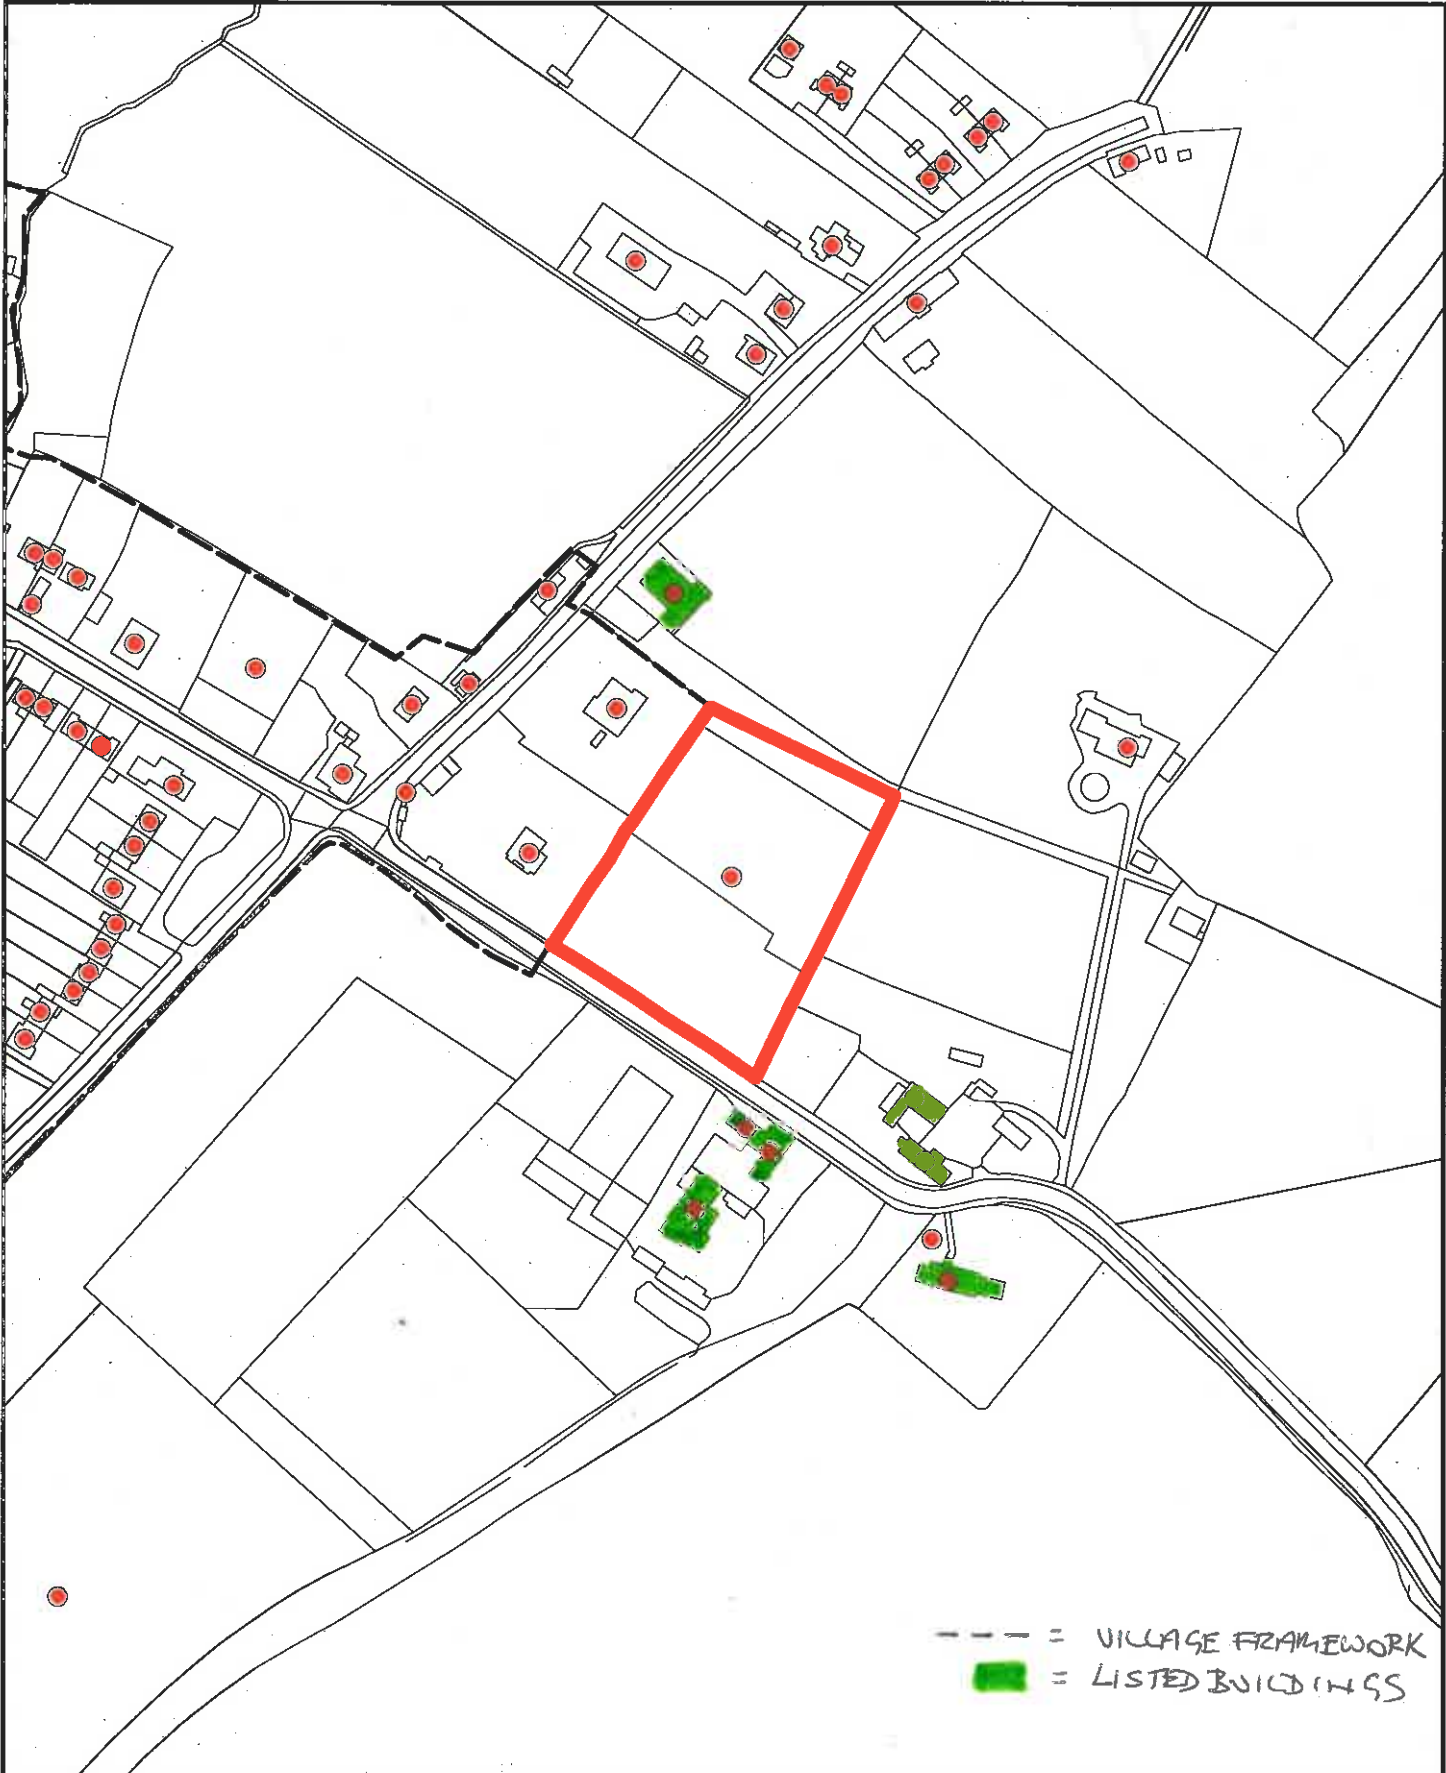 --- = VILLAGE FRAMEWORK
= LISTED BUILDINGS